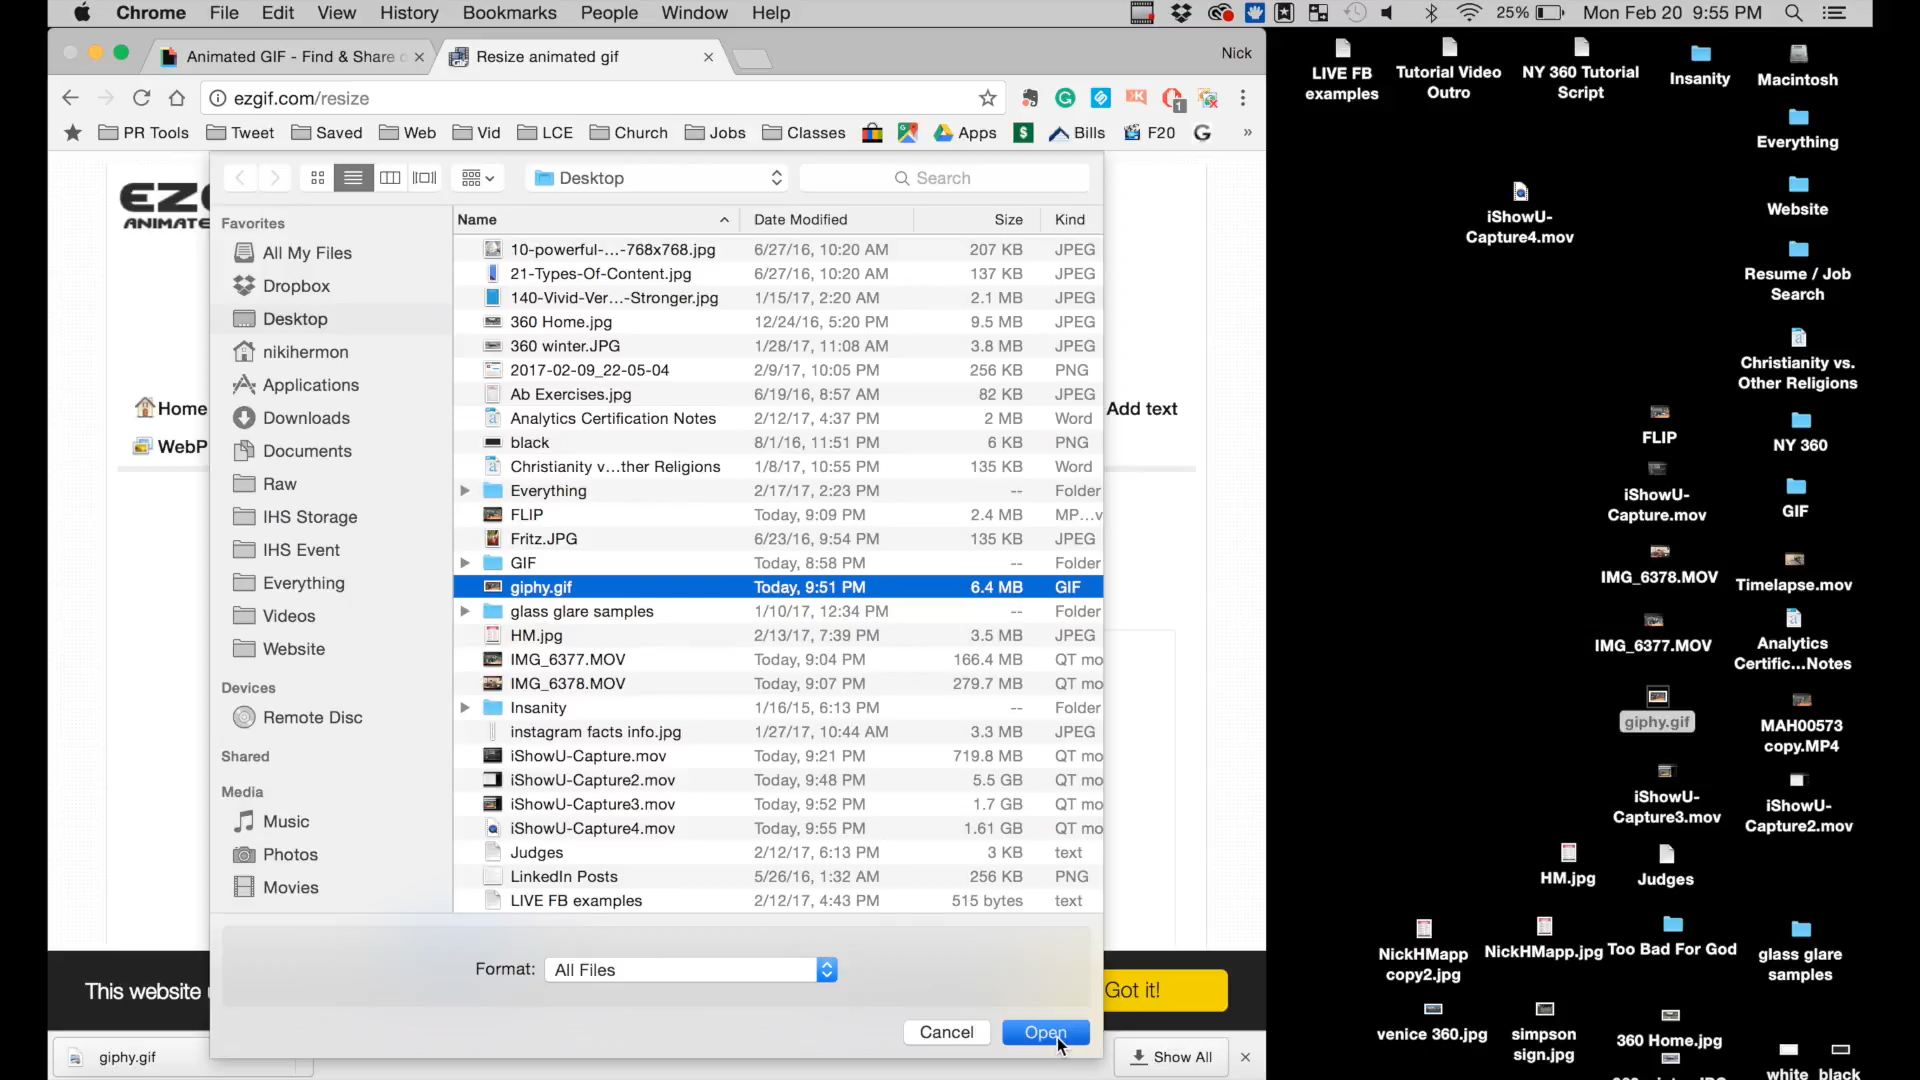 Chrome File Edit View History Bookmarks People Window Help 25% Mon Feb 20 9:55 PM
Animated GIF - Find & Share Resize animated gif Nick
ezgif.com/resize
PR Tools Tweet Saved Web Vid LCE Church Jobs Classes Apps Bills F20 »
Desktop Search
EZG
ANIMATE
Home
WebP
Add text
Favorites
All My Files
Dropbox
Desktop
nikihermon
Applications
Downloads
Documents
Raw
IHS Storage
IHS Event
Everything
Videos
Website
Devices
Remote Disc
Shared
Media
Music
Photos
Movies
Name Date Modified Size Kind
10-powerful-...-768x768.jpg 6/27/16, 10:20 AM 207 KB JPEG
21-Types-Of-Content.jpg 6/27/16, 10:20 AM 137 KB JPEG
140-Vivid-Ver...-Stronger.jpg 1/15/17, 2:20 AM 2.1 MB JPEG
360 Home.jpg 12/24/16, 5:20 PM 9.5 MB JPEG
360 winter.JPG 1/28/17, 11:08 AM 3.8 MB JPEG
2017-02-09_22-05-04 2/9/17, 10:05 PM 256 KB PNG
Ab Exercises.jpg 6/19/16, 8:57 AM 82 KB JPEG
Analytics Certification Notes 2/12/17, 4:37 PM 2 MB Word
black 8/1/16, 11:51 PM 6 KB PNG
Christianity v...ther Religions 1/8/17, 10:55 PM 135 KB Word
Everything 2/17/17, 2:23 PM -- Folder
FLIP Today, 9:09 PM 2.4 MB MP...v
Fritz.JPG 6/23/16, 9:54 PM 135 KB JPEG
GIF Today, 8:58 PM -- Folder
giphy.gif Today, 9:51 PM 6.4 MB GIF
glass glare samples 1/10/17, 12:34 PM -- Folder
HM.jpg 2/13/17, 7:39 PM 3.5 MB JPEG
IMG_6377.MOV Today, 9:04 PM 166.4 MB QT mo
IMG_6378.MOV Today, 9:07 PM 279.7 MB QT mo
Insanity 1/16/15, 6:13 PM -- Folder
instagram facts info.jpg 1/27/17, 10:44 AM 3.3 MB JPEG
iShowU-Capture.mov Today, 9:21 PM 719.8 MB QT mo
iShowU-Capture2.mov Today, 9:48 PM 5.5 GB QT mo
iShowU-Capture3.mov Today, 9:52 PM 1.7 GB QT mo
iShowU-Capture4.mov Today, 9:55 PM 1.61 GB QT mo
Judges 2/12/17, 6:13 PM 3 KB text
LinkedIn Posts 5/26/16, 1:32 AM 256 KB PNG
LIVE FB examples 2/12/17, 4:43 PM 515 bytes text
Format: All Files
Cancel Open
This website
Got it!
giphy.gif
Show All
LIVE FB
examples
Tutorial Video
Outro
NY 360 Tutorial
Script
Insanity
Macintosh
Everything
iShowU-
Capture4.mov
Website
Resume / Job
Search
Christianity vs.
Other Religions
FLIP
NY 360
iShowU-
Capture.mov
GIF
IMG_6378.MOV
Timelapse.mov
IMG_6377.MOV
Analytics
Certific...Notes
giphy.gif
MAH00573
copy.MP4
iShowU-
Capture3.mov
iShowU-
Capture2.mov
HM.jpg
Judges
NickHMapp
copy2.jpg
NickHMapp.jpg
Too Bad For God
glass glare
samples
venice 360.jpg
simpson
sign.jpg
360 Home.jpg
white
black